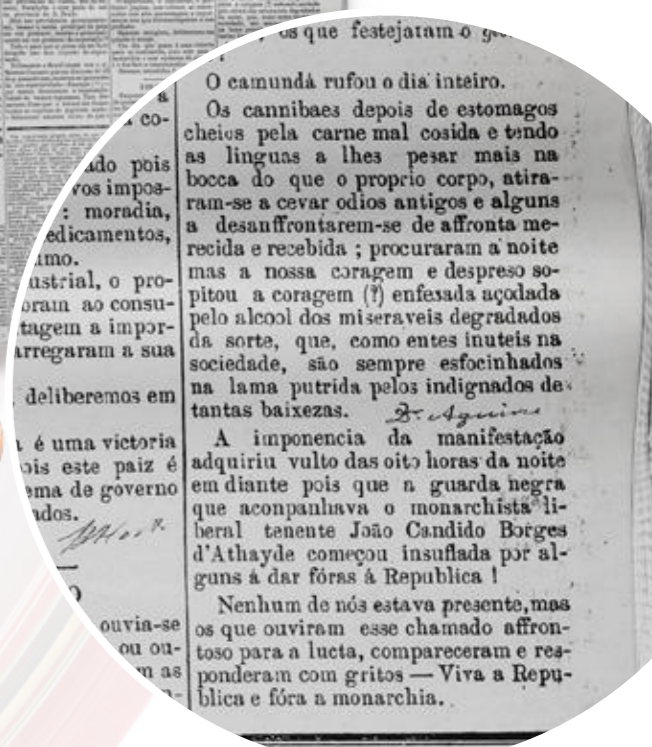 co-
ado pois
vos impos-
: moradia,
edicamentos,
umo.
ustrial, o pro-
oram ao consu-
tagem a impor-
arregaram a sua
deliberemos em
é uma victoria
ois este paiz é
ema de governo
ados.
ouvia-se
ou ou-
m as
os que festejaram o
O camundá rufou o dia inteiro.
Os cannibaes depois de estomagos
cheios pela carne mal cosida e tendo
as linguas a lhes pesar mais na
bocca do que o proprio corpo, atira-
ram-se a cevar odios antigos e alguns
a desanffrontarem-se de affronta me-
recida e recebida ; procuraram a noite
mas a nossa coragem e despreso so-
pitou a coragem (?) enfesada açodada
pelo alcool dos miseraveis degradados
da sorte, que, como entes inuteis na
sociedade, são sempre esfocinhados
na lama putrida pelos indignados de
tantas baixezas.
A imponencia da manifestação
adquiriu vulto das oito horas da noite
em diante pois que a guarda negra
que aconpanhava o monarchista li-
beral tenente João Candido Borges
d'Athayde começou insuflada por al-
guns á dar fóras á Republica !
Nenhum de nós estava presente, mas
os que ouviram esse chamado affron-
toso para a lucta, compareceram e res-
ponderam com gritos — Viva a Repu-
blica e fóra a monarchia.